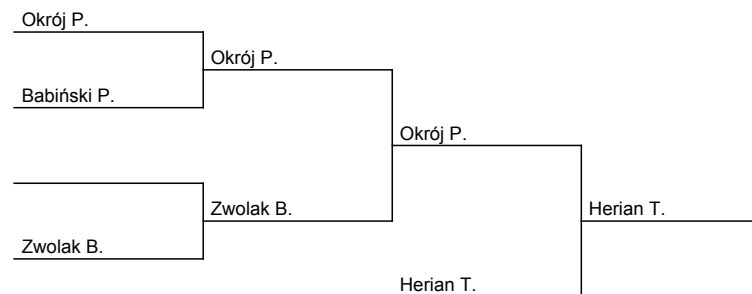 Okrój P.
Okrój P.
Babiński P.
Okrój P.
Zwolak B.
Herian T.
Zwolak B.
Herian T.